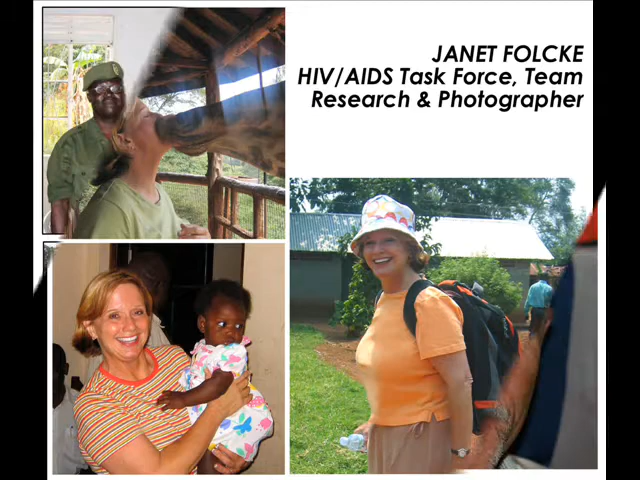 JANET FOLCKE
HIV/AIDS Task Force, Team
Research & Photographer